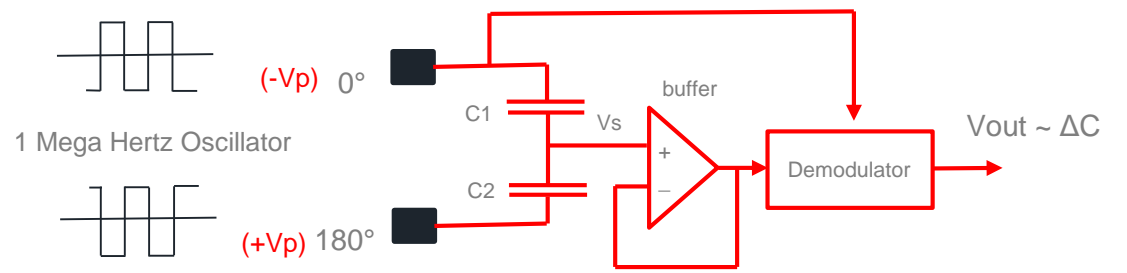 (-Vp) 0°
buffer
C1
Vs
Vout ~ ΔC
1 Mega Hertz Oscillator
+
Demodulator
C2
−
(+Vp) 180°